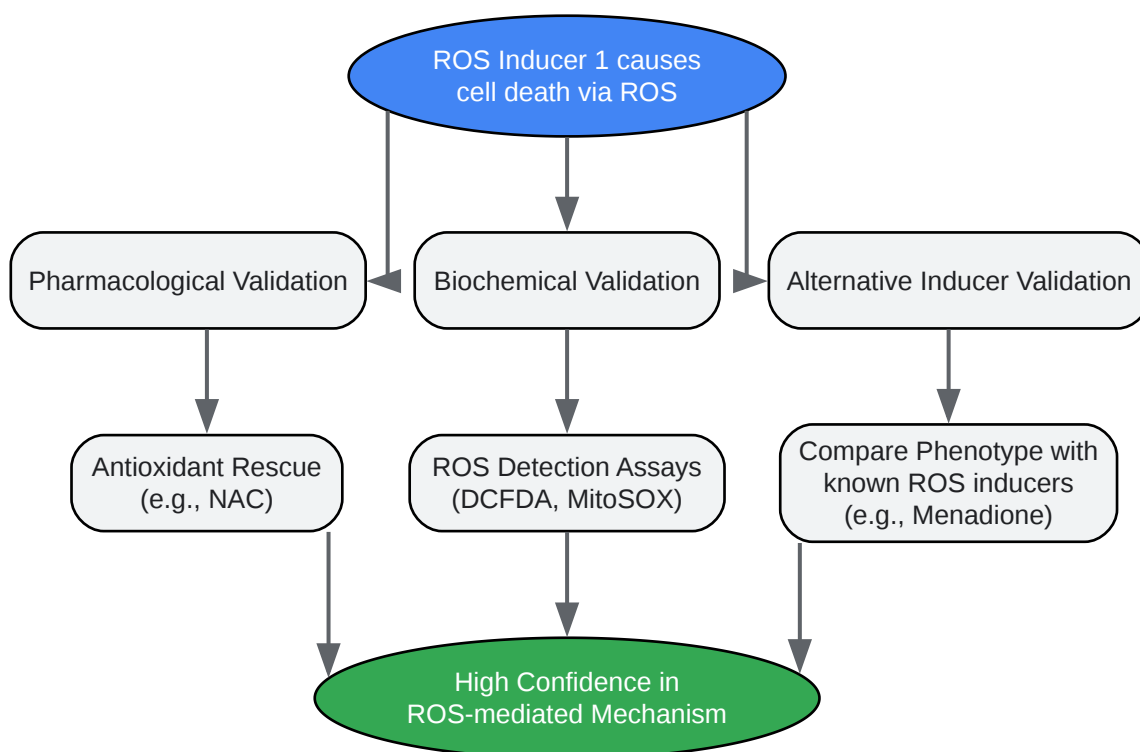 ROS Inducer 1 causes
cell death via ROS
Pharmacological Validation
Biochemical Validation
Alternative Inducer Validation
Antioxidant Rescue
(e.g., NAC)
ROS Detection Assays
(DCFDA, MitoSOX)
Compare Phenotype with
known ROS inducers
(e.g., Menadione)
High Confidence in
ROS-mediated Mechanism